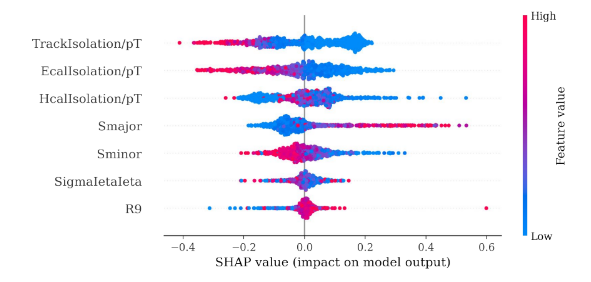 High
TrackIsolation/pT
EcalIsolation/pT
HcalIsolation/pT
Smajor
Sminor
SigmaIetaIeta
R9
Feature value
Low
−0.4 −0.2 0.0 0.2 0.4 0.6
SHAP value (impact on model output)